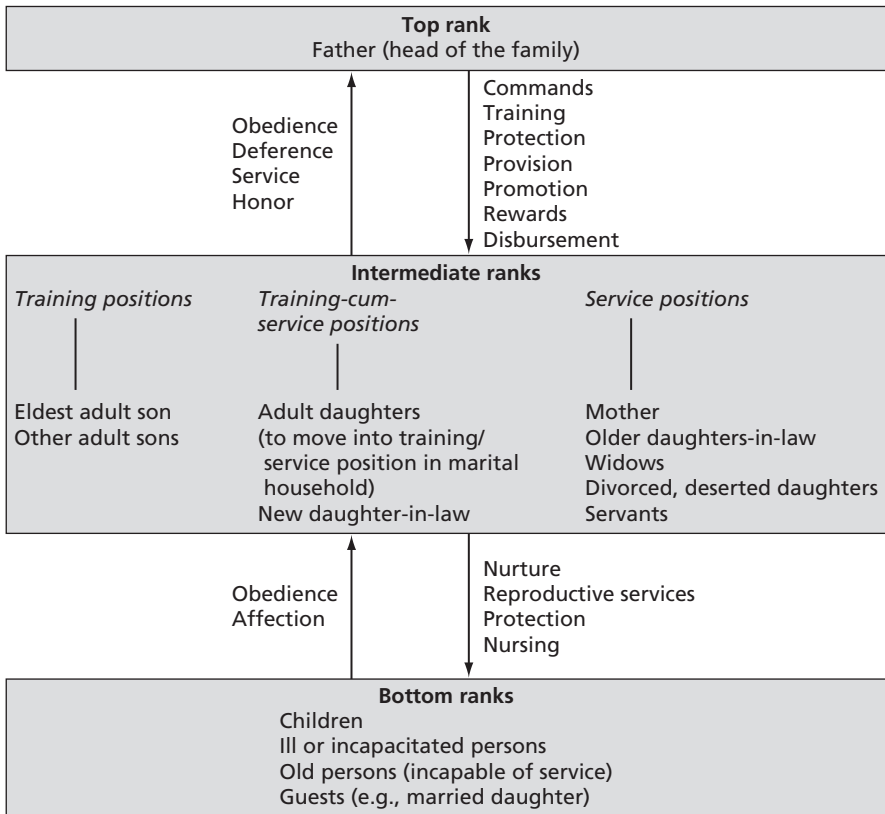 Top rank
Father (head of the family)
Obedience
Deference
Service
Honor
Commands
Training
Protection
Provision
Promotion
Rewards
Disbursement
Intermediate ranks
Training positions
Eldest adult son
Other adult sons
Training-cum-
service positions
Adult daughters
(to move into training/
service position in marital
household)
New daughter-in-law
Service positions
Mother
Older daughters-in-law
Widows
Divorced, deserted daughters
Servants
Obedience
Affection
Nurture
Reproductive services
Protection
Nursing
Bottom ranks
Children
Ill or incapacitated persons
Old persons (incapable of service)
Guests (e.g., married daughter)